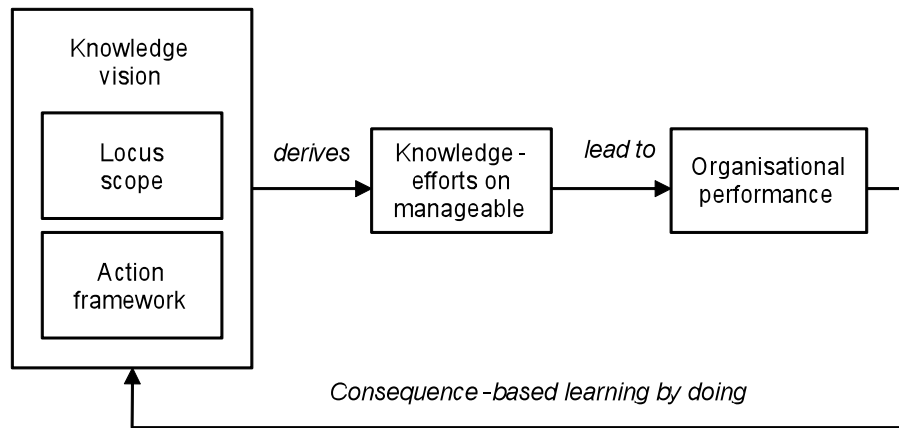 Knowledge
vision
Locus
scope
Action
framework
derives
Knowledge -
efforts on
manageable
lead to
Organisational
performance
Consequence -based learning by doing